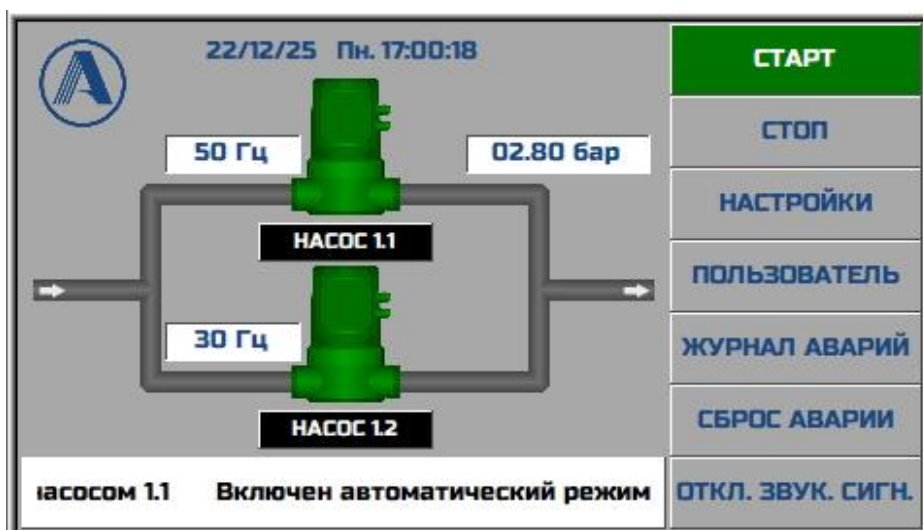 22/12/25 Пн. 17:00:18
50 Гц
02.80 бар
НАСОС 1.1
30 Гц
НАСОС 1.2
насосом 1.1 Включен автоматический режим
СТАРТ
СТОП
НАСТРОЙКИ
ПОЛЬЗОВАТЕЛЬ
ЖУРНАЛ АВАРИЙ
СБРОС АВАРИИ
ОТКЛ. ЗВУК. СИГН.